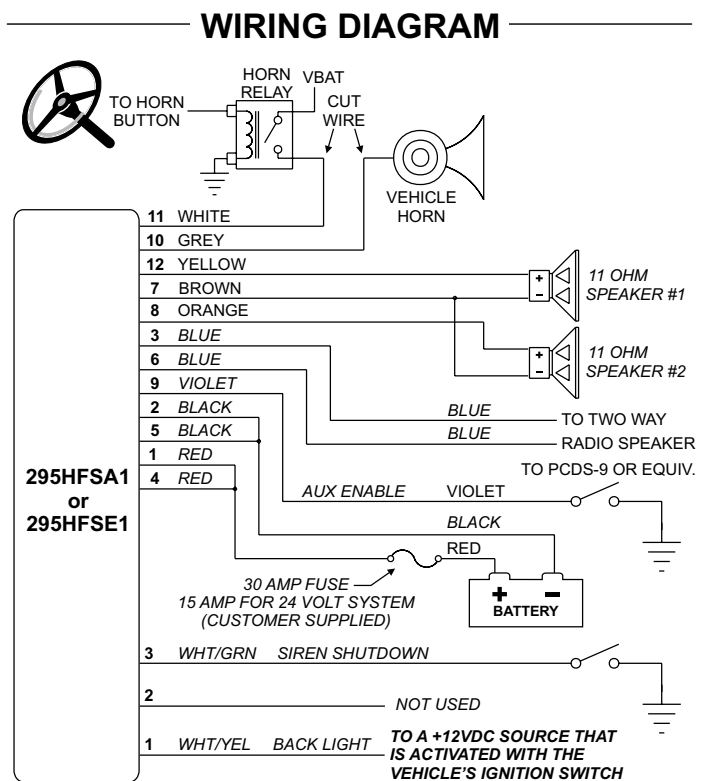 WIRING DIAGRAM
HORN RELAY
VBAT
TO HORN BUTTON
CUT WIRE
VEHICLE HORN
11 WHITE
10 GREY
12 YELLOW
7 BROWN
8 ORANGE
3 BLUE
6 BLUE
9 VIOLET
2 BLACK
5 BLACK
1 RED
4 RED
+
–
11 OHM
SPEAKER #1
+
–
11 OHM
SPEAKER #2
BLUE TO TWO WAY
BLUE RADIO SPEAKER
TO PCDS-9 OR EQUIV.
295HFSA1
or
295HFSE1
AUX ENABLE VIOLET
BLACK
RED
30 AMP FUSE
15 AMP FOR 24 VOLT SYSTEM
(CUSTOMER SUPPLIED)
+ –
BATTERY
3 WHT/GRN SIREN SHUTDOWN
2 NOT USED
1 WHT/YEL BACK LIGHT
TO A +12VDC SOURCE THAT
IS ACTIVATED WITH THE
VEHICLE'S IGNITION SWITCH